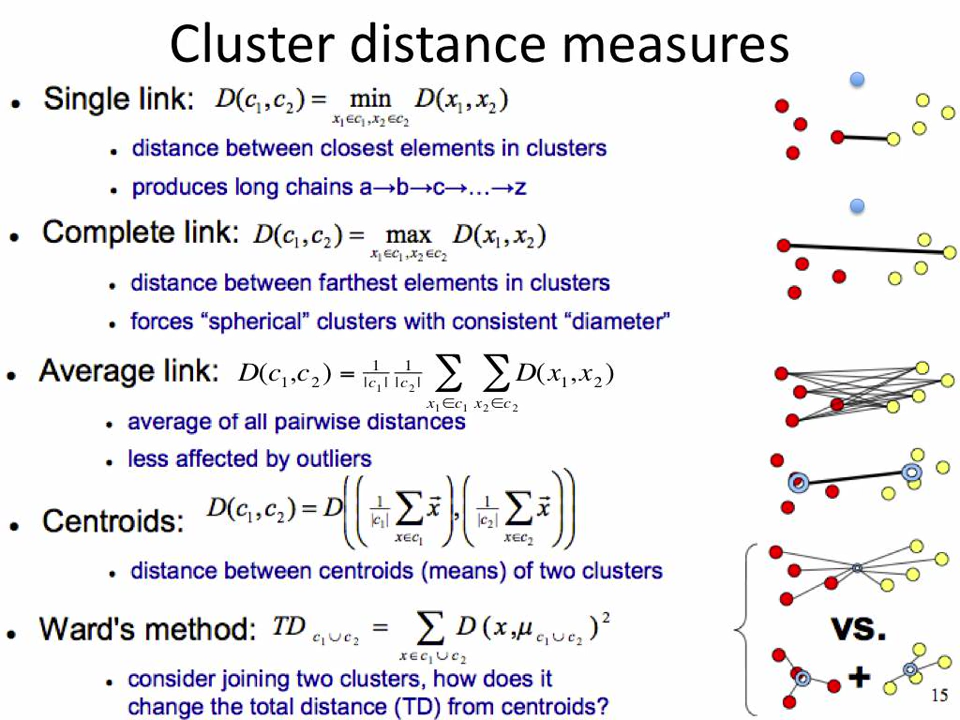 Cluster distance measures
• Single link: D(c₁,c₂) = min x₁∈c₁,x₂∈c₂ D(x₁,x₂)
• distance between closest elements in clusters
• produces long chains a→b→c→…→z
• Complete link: D(c₁,c₂) = max x₁∈c₁,x₂∈c₂ D(x₁,x₂)
• distance between farthest elements in clusters
• forces “spherical” clusters with consistent “diameter”
• Average link: D(c₁,c₂) = 1/|c₁| 1/|c₂| ∑ x₁∈c₁ ∑ x₂∈c₂ D(x₁,x₂)
• average of all pairwise distances
• less affected by outliers
• Centroids: D(c₁,c₂) = D((1/|c₁| ∑ x∈c₁ x⃗),(1/|c₂| ∑ x∈c₂ x⃗))
• distance between centroids (means) of two clusters
• Ward's method: TD c₁∪c₂ = ∑ x∈c₁∪c₂ D(x,μ c₁∪c₂)²
• consider joining two clusters, how does it
change the total distance (TD) from centroids?
vs.
+
15